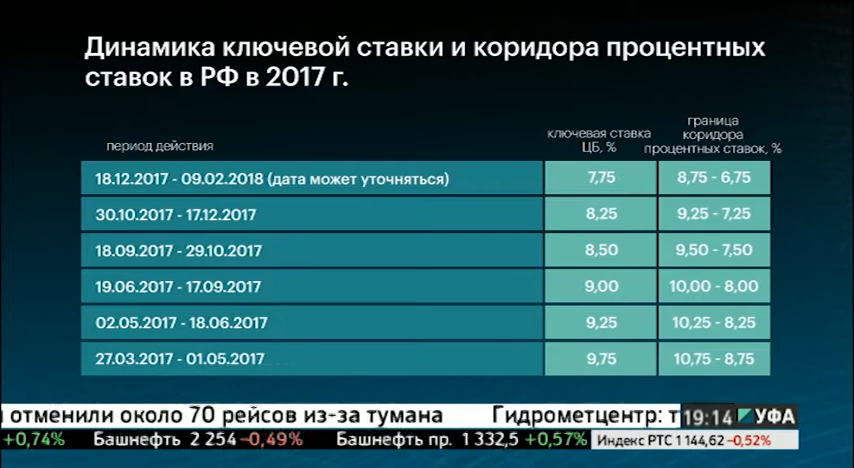 Динамика ключевой ставки и коридора процентных
ставок в РФ в 2017 г.
период действия
ключевая ставка
ЦБ, %
граница
коридора
процентных ставок, %
18.12.2017 - 09.02.2018 (дата может уточняться) 7,75 8,75 - 6,75
30.10.2017 - 17.12.2017 8,25 9,25 - 7,25
18.09.2017 - 29.10.2017 8,50 9,50 - 7,50
19.06.2017 - 17.09.2017 9,00 10,00 - 8,00
02.05.2017 - 18.06.2017 9,25 10,25 - 8,25
27.03.2017 - 01.05.2017 9,75 10,75 - 8,75
отменили около 70 рейсов из-за тумана Гидрометцентр: 19:14 УФА
+0,74% Башнефть 2 254 -0,49% Башнефть пр. 1 332,5 +0,57% Индекс РТС 1 144,62 -0,52%